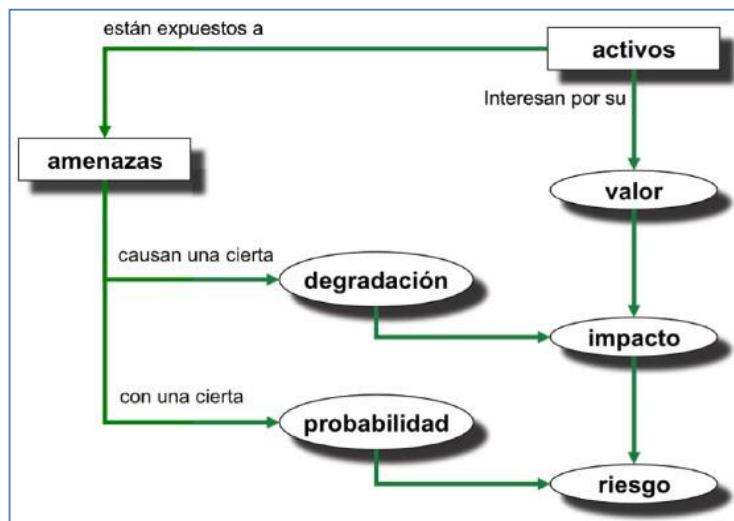 están expuestos a
activos
Interesan por su
amenazas
valor
causan una cierta
degradación
impacto
con una cierta
probabilidad
riesgo